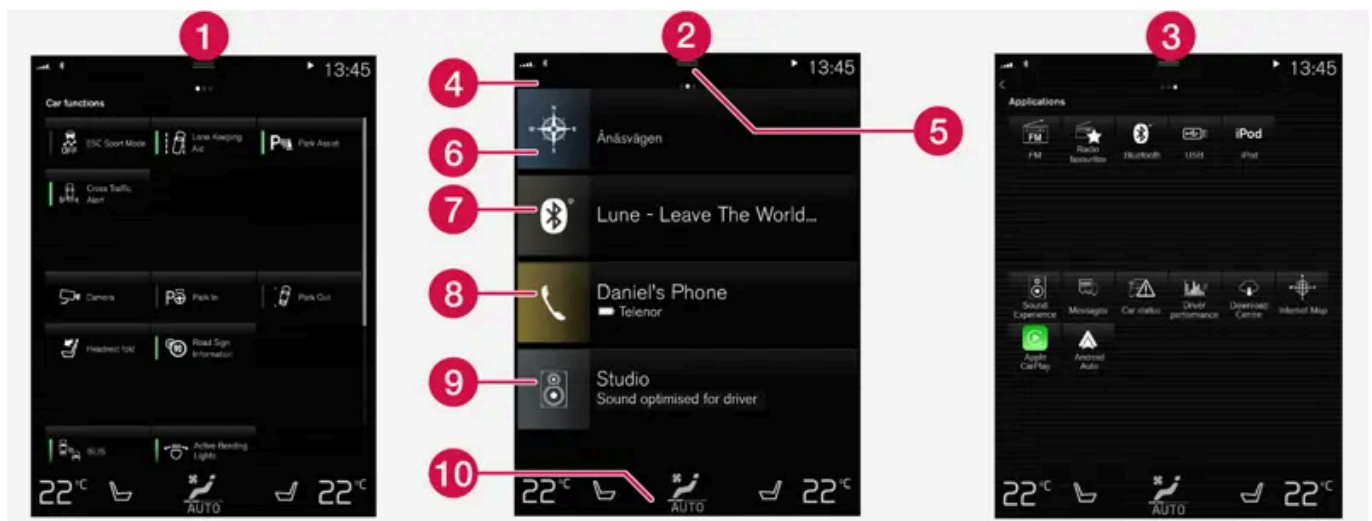 1
2
3
13:45
Car functions
OFF
ESC Sport Mode
Lane Keeping
Aid
Park Assist
Cross Traffic
Alert
Camera
Park In
Park Out
Headrest fold
Road Sign
Information
BLIS
Active Bending
Lights
22°C
AUTO
22°C
4
13:45
5
6
Änäsvägen
7
Lune - Leave The World...
8
Daniel's Phone
Telenor
9
Studio
Sound optimised for driver
10
22°C
AUTO
22°C
13:45
Applications
FM
iPod
FM
Radio
favourites
Bluetooth
USB
iPod
Sound
Experience
Messages
Car status
Driver
performance
Download
Centre
Internet Map
Apple
CarPlay
Android
Auto
22°C
AUTO
22°C